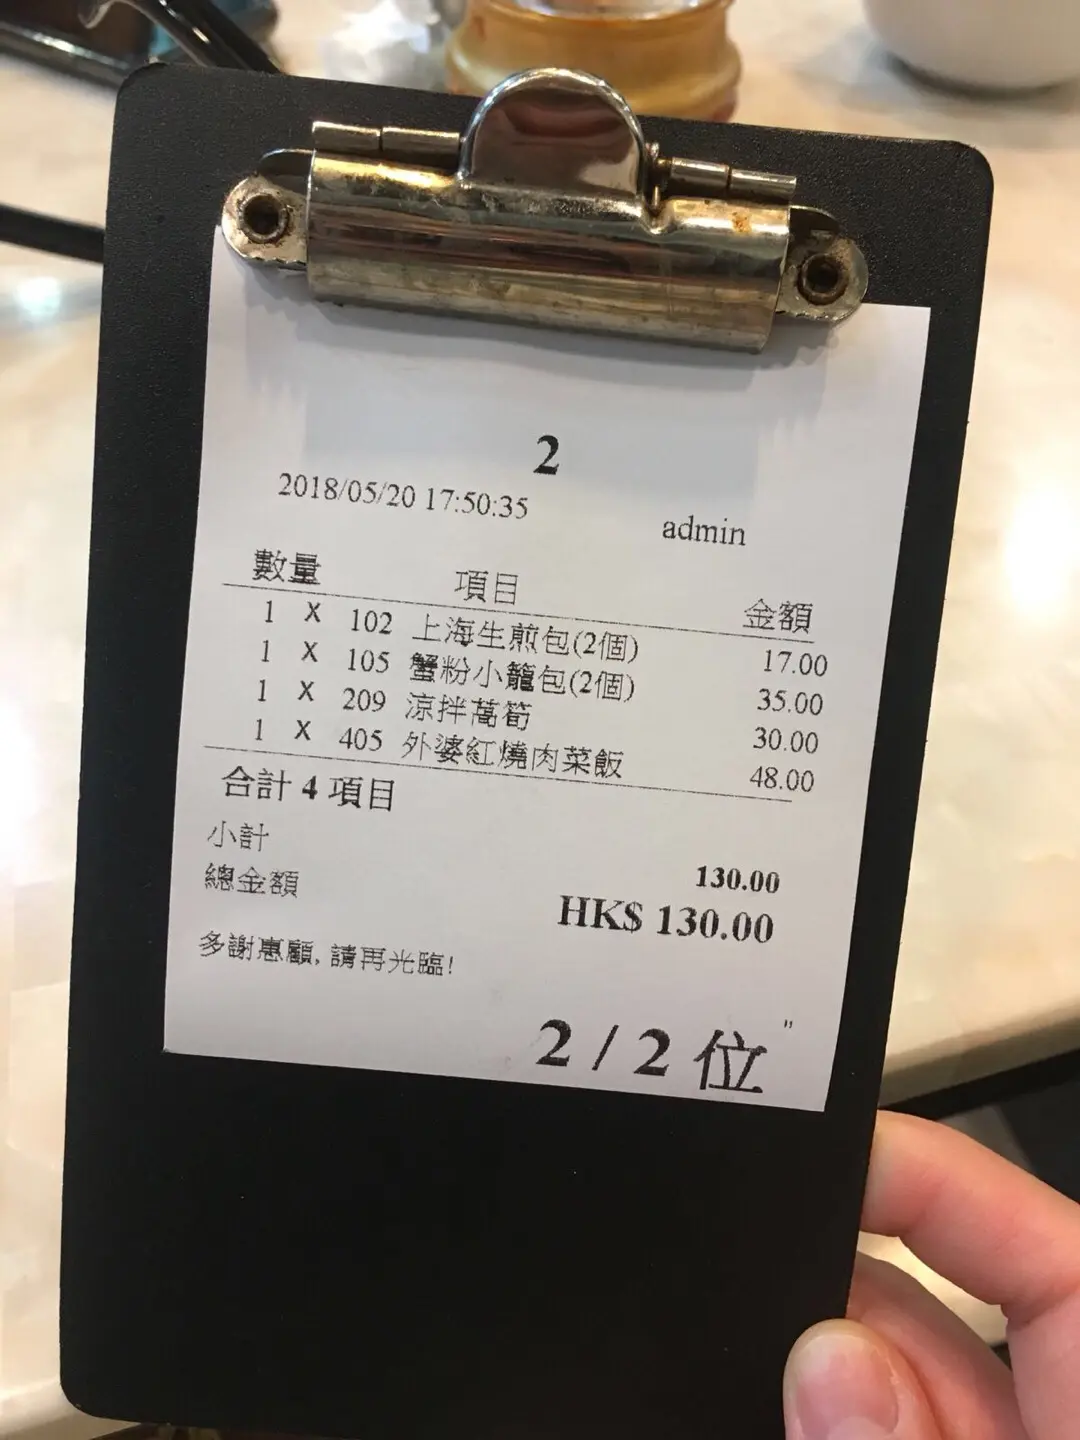 2
2018/05/20 17:50:35 admin
數量 項目 金額
1 X 102 上海生煎包(2個) 17.00
1 X 105 蟹粉小籠包(2個) 35.00
1 X 209 涼拌萵筍 30.00
1 X 405 外婆紅燒肉菜飯 48.00
合計 4 項目
小計 130.00
總金額 HK$ 130.00
多謝惠顧, 請再光臨!
2 / 2 位 "